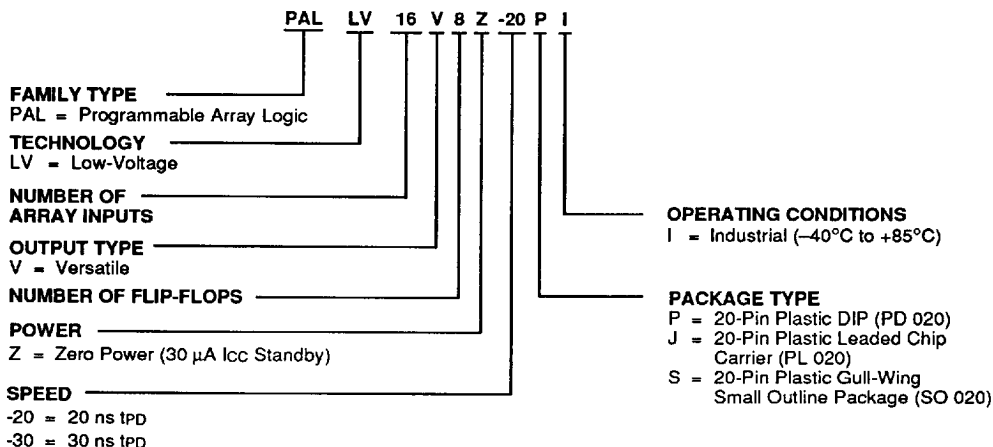 PAL LV 16 V 8 Z -20 P I
FAMILY TYPE
PAL = Programmable Array Logic
TECHNOLOGY
LV = Low-Voltage
NUMBER OF
ARRAY INPUTS
OUTPUT TYPE
V = Versatile
NUMBER OF FLIP-FLOPS
POWER
Z = Zero Power (30 µA ICC Standby)
SPEED
-20 = 20 ns tPD
-30 = 30 ns tPD
OPERATING CONDITIONS
I = Industrial (–40°C to +85°C)
PACKAGE TYPE
P = 20-Pin Plastic DIP (PD 020)
J = 20-Pin Plastic Leaded Chip
Carrier (PL 020)
S = 20-Pin Plastic Gull-Wing
Small Outline Package (SO 020)